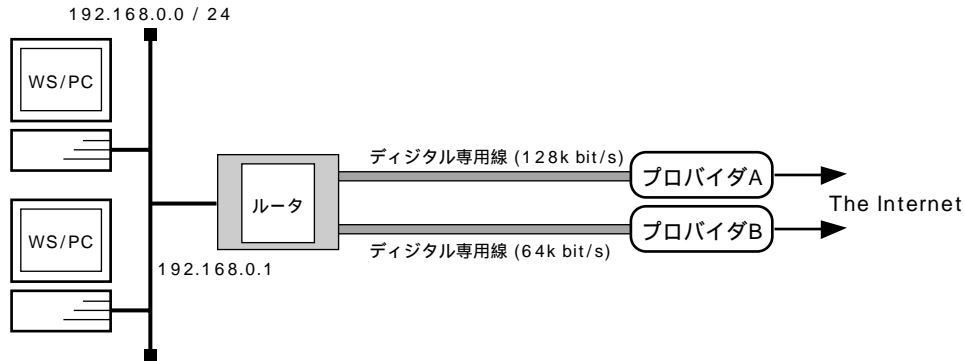 192.168.0.0 / 24
WS/PC
ディジタル専用線 (128k bit/s)
プロバイダA
ルータ
The Internet
WS/PC
プロバイダB
ディジタル専用線 (64k bit/s)
192.168.0.1